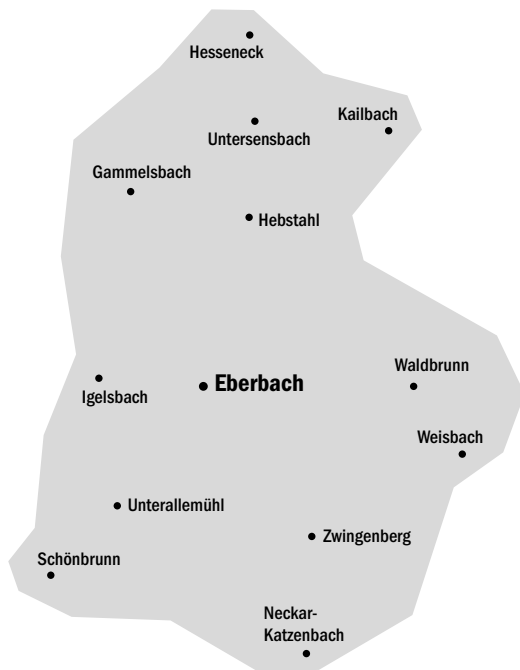 Hesseneck
Kailbach
Untersensbach
Gammelsbach
Hebstahl
Waldbrunn
Eberbach
Igelsbach
Weisbach
Unterallemühl
Zwingenberg
Schönbrunn
Neckar-
Katzenbach